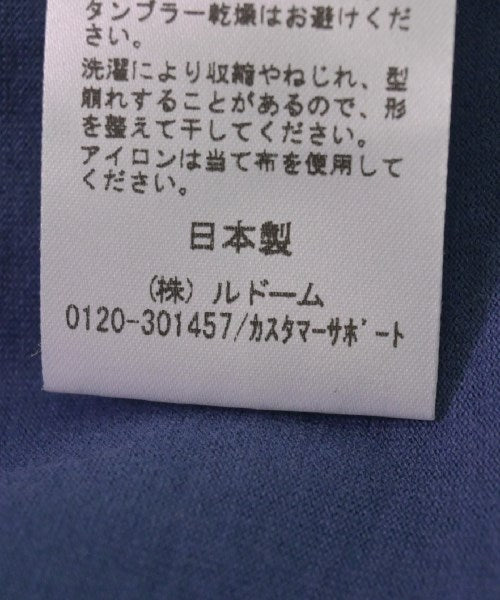 タンブラー乾燥はお避けくだ
さい。
洗濯により収縮やねじれ、型
崩れすることがあるので、形
を整えて干してください。
アイロンは当て布を使用して
ください。
日本製
(株) ルドーム
0120-301457/ｶｽﾀﾏｰｻﾎﾟｰﾄ